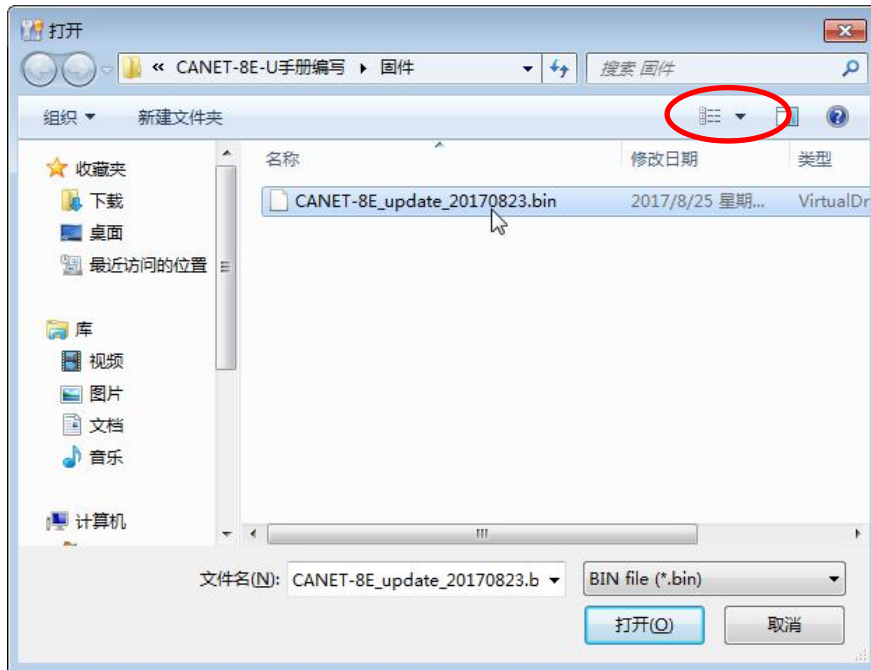 打开
« CANET-8E-U手册编写 ▸ 固件
搜索 固件
组织 ▼ 新建文件夹
名称 修改日期 类型
CANET-8E_update_20170823.bin 2017/8/25 星期... VirtualDr
收藏夹
下载
桌面
最近访问的位置
库
视频
图片
文档
音乐
计算机
文件名(N): CANET-8E_update_20170823.b BIN file (*.bin)
打开(O) 取消